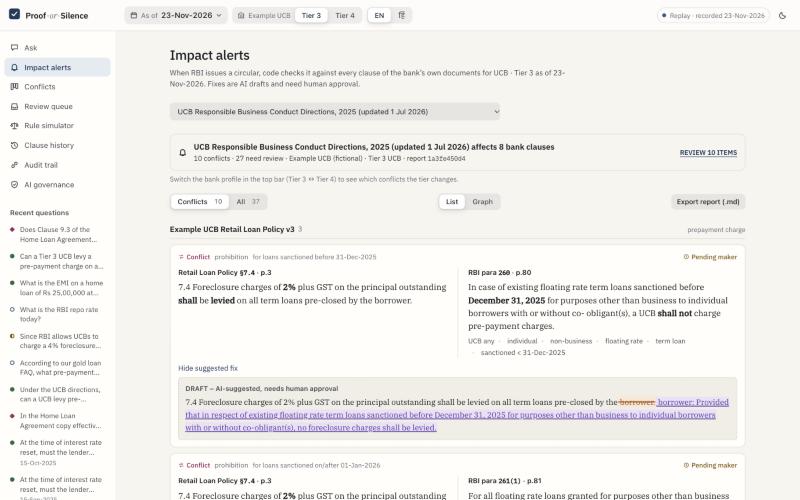 Proof-or-Silence
As of 23-Nov-2026
Example UCB Tier 3 Tier 4
EN
हिं
Replay · recorded 23-Nov-2026
Ask
Impact alerts
Conflicts
Review queue
Rule simulator
Clause history
Audit trail
AI governance
Recent questions
Does Clause 9.3 of the
Home Loan Agreement...
Can a Tier 3 UCB levy a
pre-payment charge on a...
What is the EMI on a home
loan of Rs 25,00,000 at...
What is the RBI repo rate
today?
Since RBI allows UCBs to
charge a 4% foreclosure...
According to our gold loan
FAQ, what pre-payment...
Under the UCB directions,
can a UCB levy pre-...
In the Home Loan
Agreement copy effectiv...
At the time of interest rate
reset, must the lender...
15-Oct-2025
At the time of interest rate
reset, must the lender...
Impact alerts
When RBI issues a circular, code checks it against every clause of the bank's own documents for UCB · Tier 3 as of 23-
Nov-2026. Fixes are AI drafts and need human approval.
UCB Responsible Business Conduct Directions, 2025 (updated 1 Jul 2026)
UCB Responsible Business Conduct Directions, 2025 (updated 1 Jul 2026) affects 8 bank clauses
10 conflicts · 27 need review · Example UCB (fictional) · Tier 3 UCB · report 1a3fe450d4
REVIEW 10 ITEMS
Switch the bank profile in the top bar (Tier 3 ⇔ Tier 4) to see which conflicts the tier changes.
Conflicts 10 All 37
List Graph
Export report (.md)
Example UCB Retail Loan Policy v3 3
prepayment charge
Conflict prohibition for loans sanctioned before 31-Dec-2025
Pending maker
Retail Loan Policy §7.4 · p.3
7.4 Foreclosure charges of 2% plus GST on the principal outstanding
shall be levied on all term loans pre-closed by the borrower.
RBI para 260 · p.80
In case of existing floating rate term loans sanctioned before
December 31, 2025 for purposes other than business to individual
borrowers with or without co- obligant(s), a UCB shall not charge
pre-payment charges.
UCB any · individual · non-business · floating rate · term loan
· sanctioned < 31-Dec-2025
Hide suggested fix
DRAFT – AI-suggested, needs human approval
7.4 Foreclosure charges of 2% plus GST on the principal outstanding shall be levied on all term loans pre-closed by the borrower. borrower: Provided
that in respect of existing floating rate term loans sanctioned before December 31, 2025 for purposes other than business to individual borrowers
with or without co-obligant(s), no foreclosure charges shall be levied.
Conflict prohibition for loans sanctioned on/after 01-Jan-2026
Pending maker
Retail Loan Policy §7.4 · p.3
7.4 Foreclosure charges of 2% plus GST on the principal outstanding
RBI para 261(1) · p.81
For all floating rate loans granted for purposes other than business